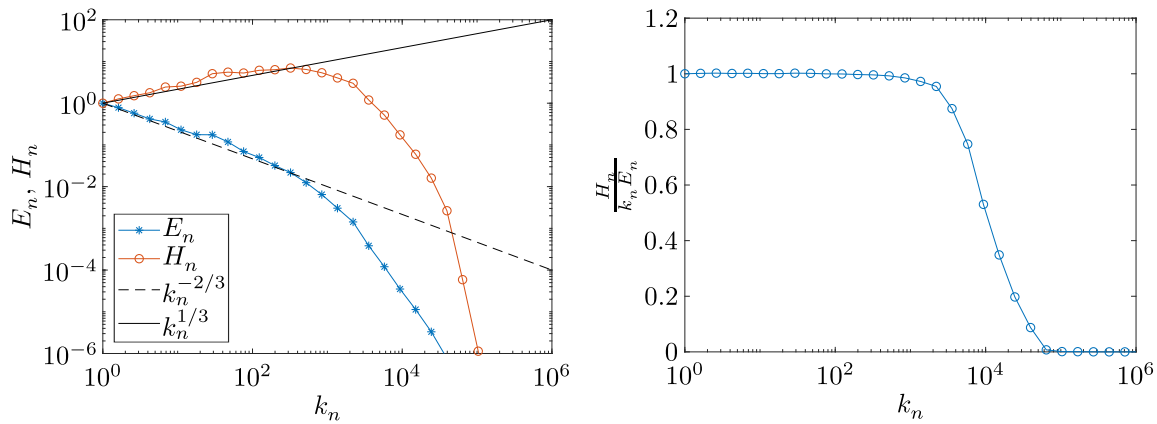 10^2
10^0
10^{-2}
10^{-4}
10^{-6}
E_n, H_n
E_n
H_n
k_n^{-2/3}
k_n^{1/3}
10^0 10^2 10^4 10^6
k_n
1.2
1
0.8
0.6
0.4
0.2
0
\frac{H_n}{k_n E_n}
10^0 10^2 10^4 10^6
k_n